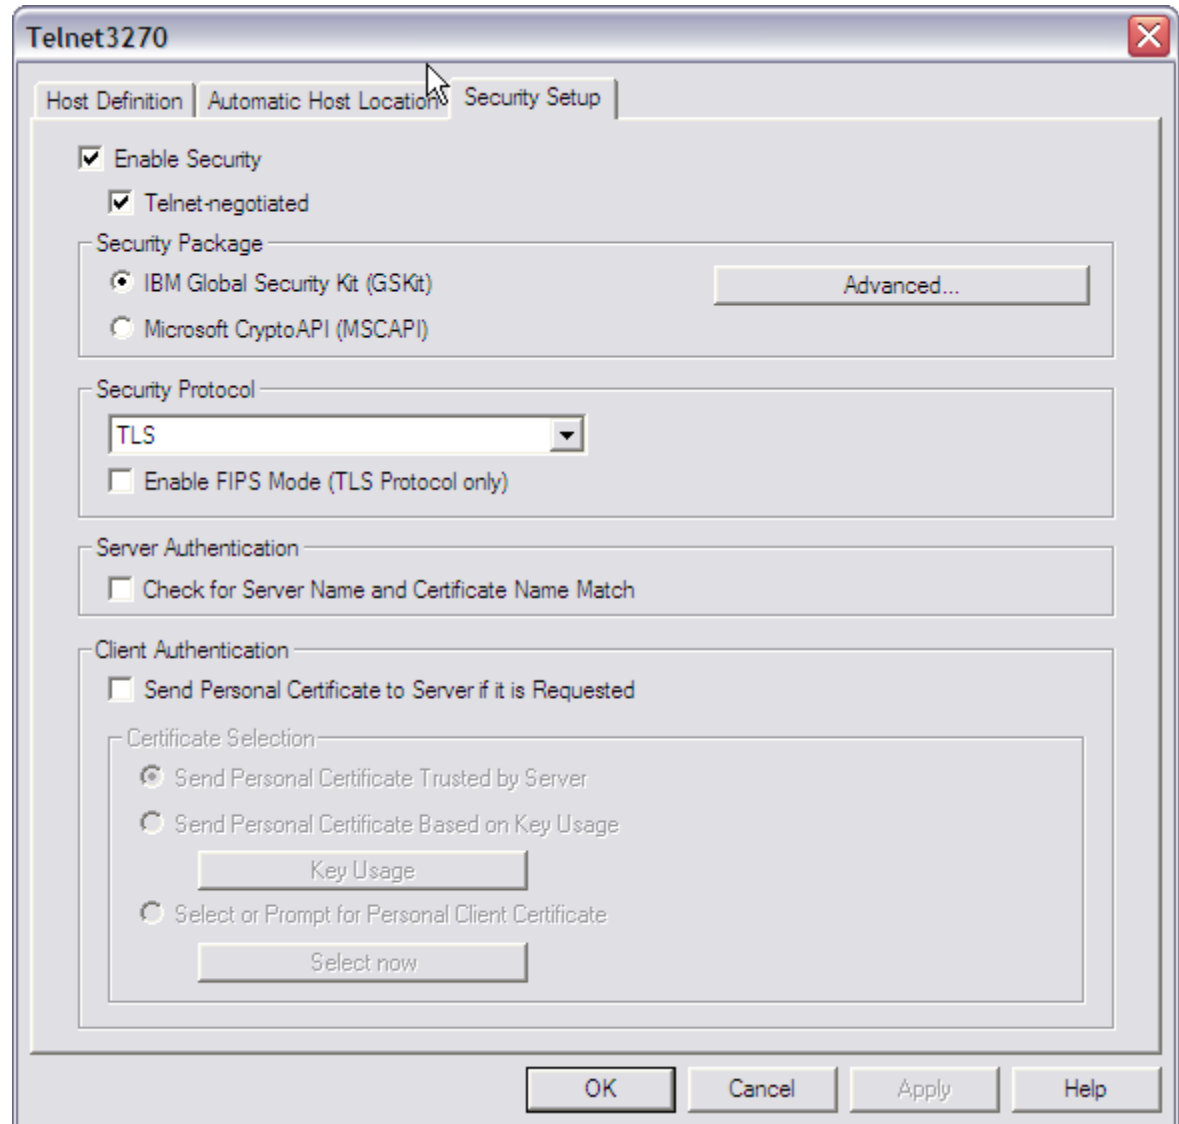 Telnet3270
Host Definition
Automatic Host Location
Security Setup
Enable Security
Telnet-negotiated
Security Package
IBM Global Security Kit (GSKit)
Advanced...
Microsoft CryptoAPI (MSCAPI)
Security Protocol
TLS
Enable FIPS Mode (TLS Protocol only)
Server Authentication
Check for Server Name and Certificate Name Match
Client Authentication
Send Personal Certificate to Server if it is Requested
Certificate Selection
Send Personal Certificate Trusted by Server
Send Personal Certificate Based on Key Usage
Key Usage
Select or Prompt for Personal Client Certificate
Select now
OK
Cancel
Apply
Help